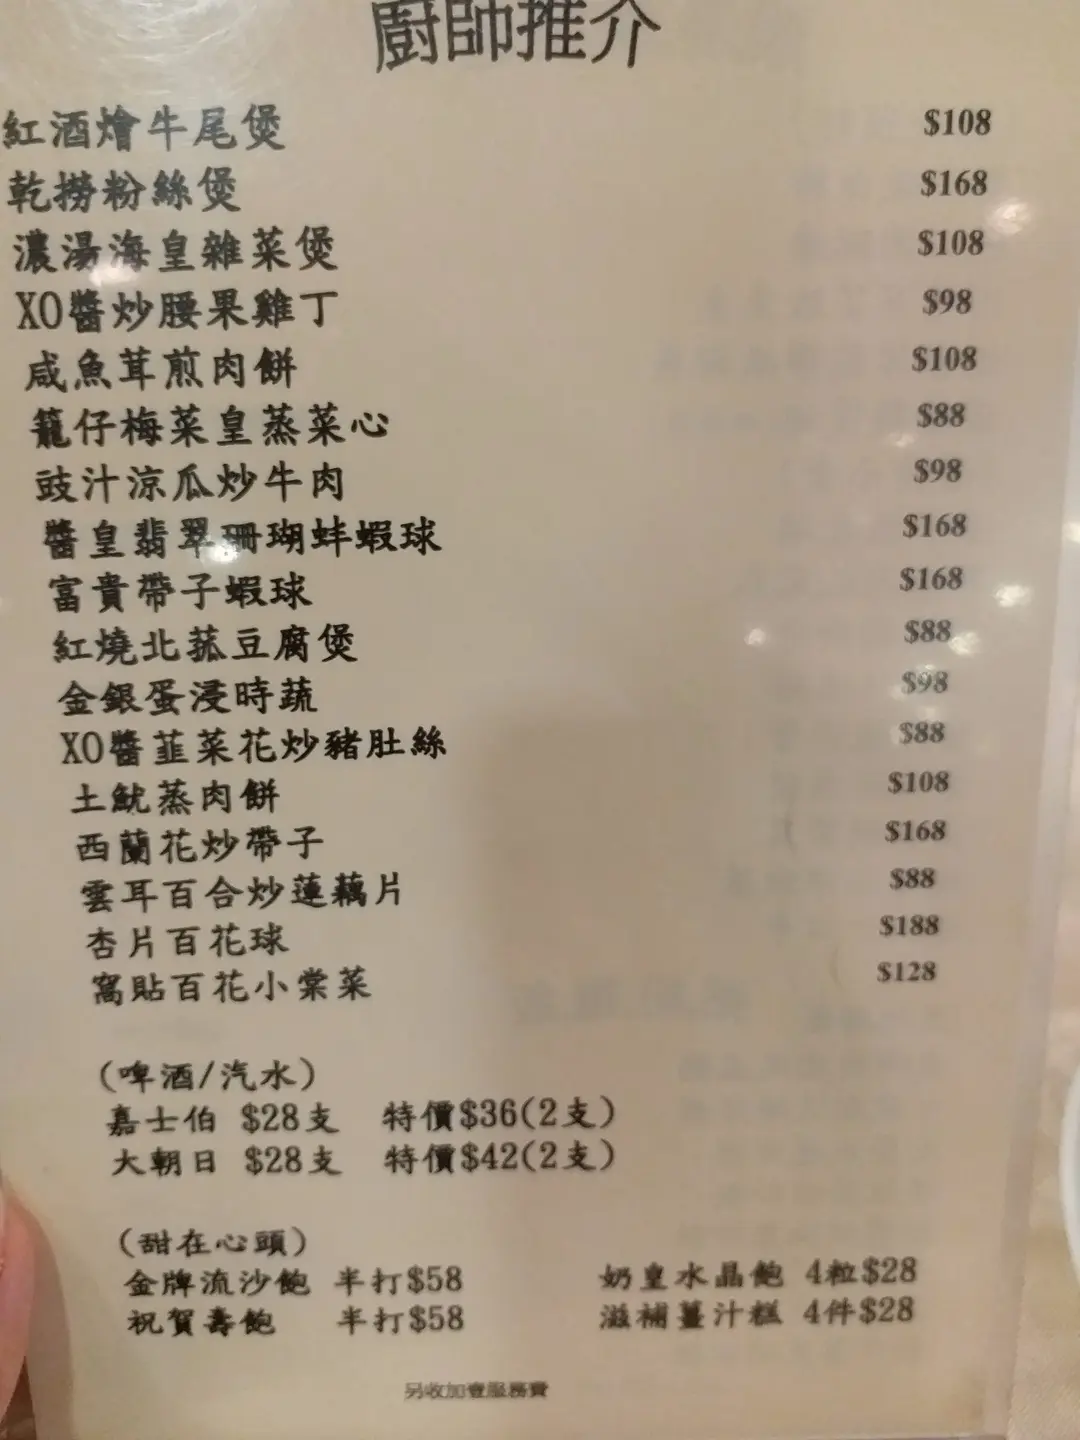 廚師推介
紅酒燴牛尾煲 $108
乾撈粉絲煲 $168
濃湯海皇雜菜煲 $108
XO醬炒腰果雞丁 $98
咸魚茸煎肉餅 $108
籠仔梅菜皇蒸菜心 $88
豉汁涼瓜炒牛肉 $98
醬皇翡翠珊瑚蚌蝦球 $168
富貴帶子蝦球 $168
紅燒北菰豆腐煲 $88
金銀蛋浸時蔬 $98
XO醬韮菜花炒豬肚絲 $88
土魷蒸肉餅 $108
西蘭花炒帶子 $168
雲耳百合炒蓮藕片 $88
杏片百花球 $188
窩貼百花小棠菜 $128
(啤酒/汽水)
嘉士伯 $28支 特價$36(2支)
大朝日 $28支 特價$42(2支)
(甜在心頭)
金牌流沙飽 半打$58 奶皇水晶飽 4粒$28
祝賀壽飽 半打$58 滋補薑汁糕 4件$28
另收加壹服務費